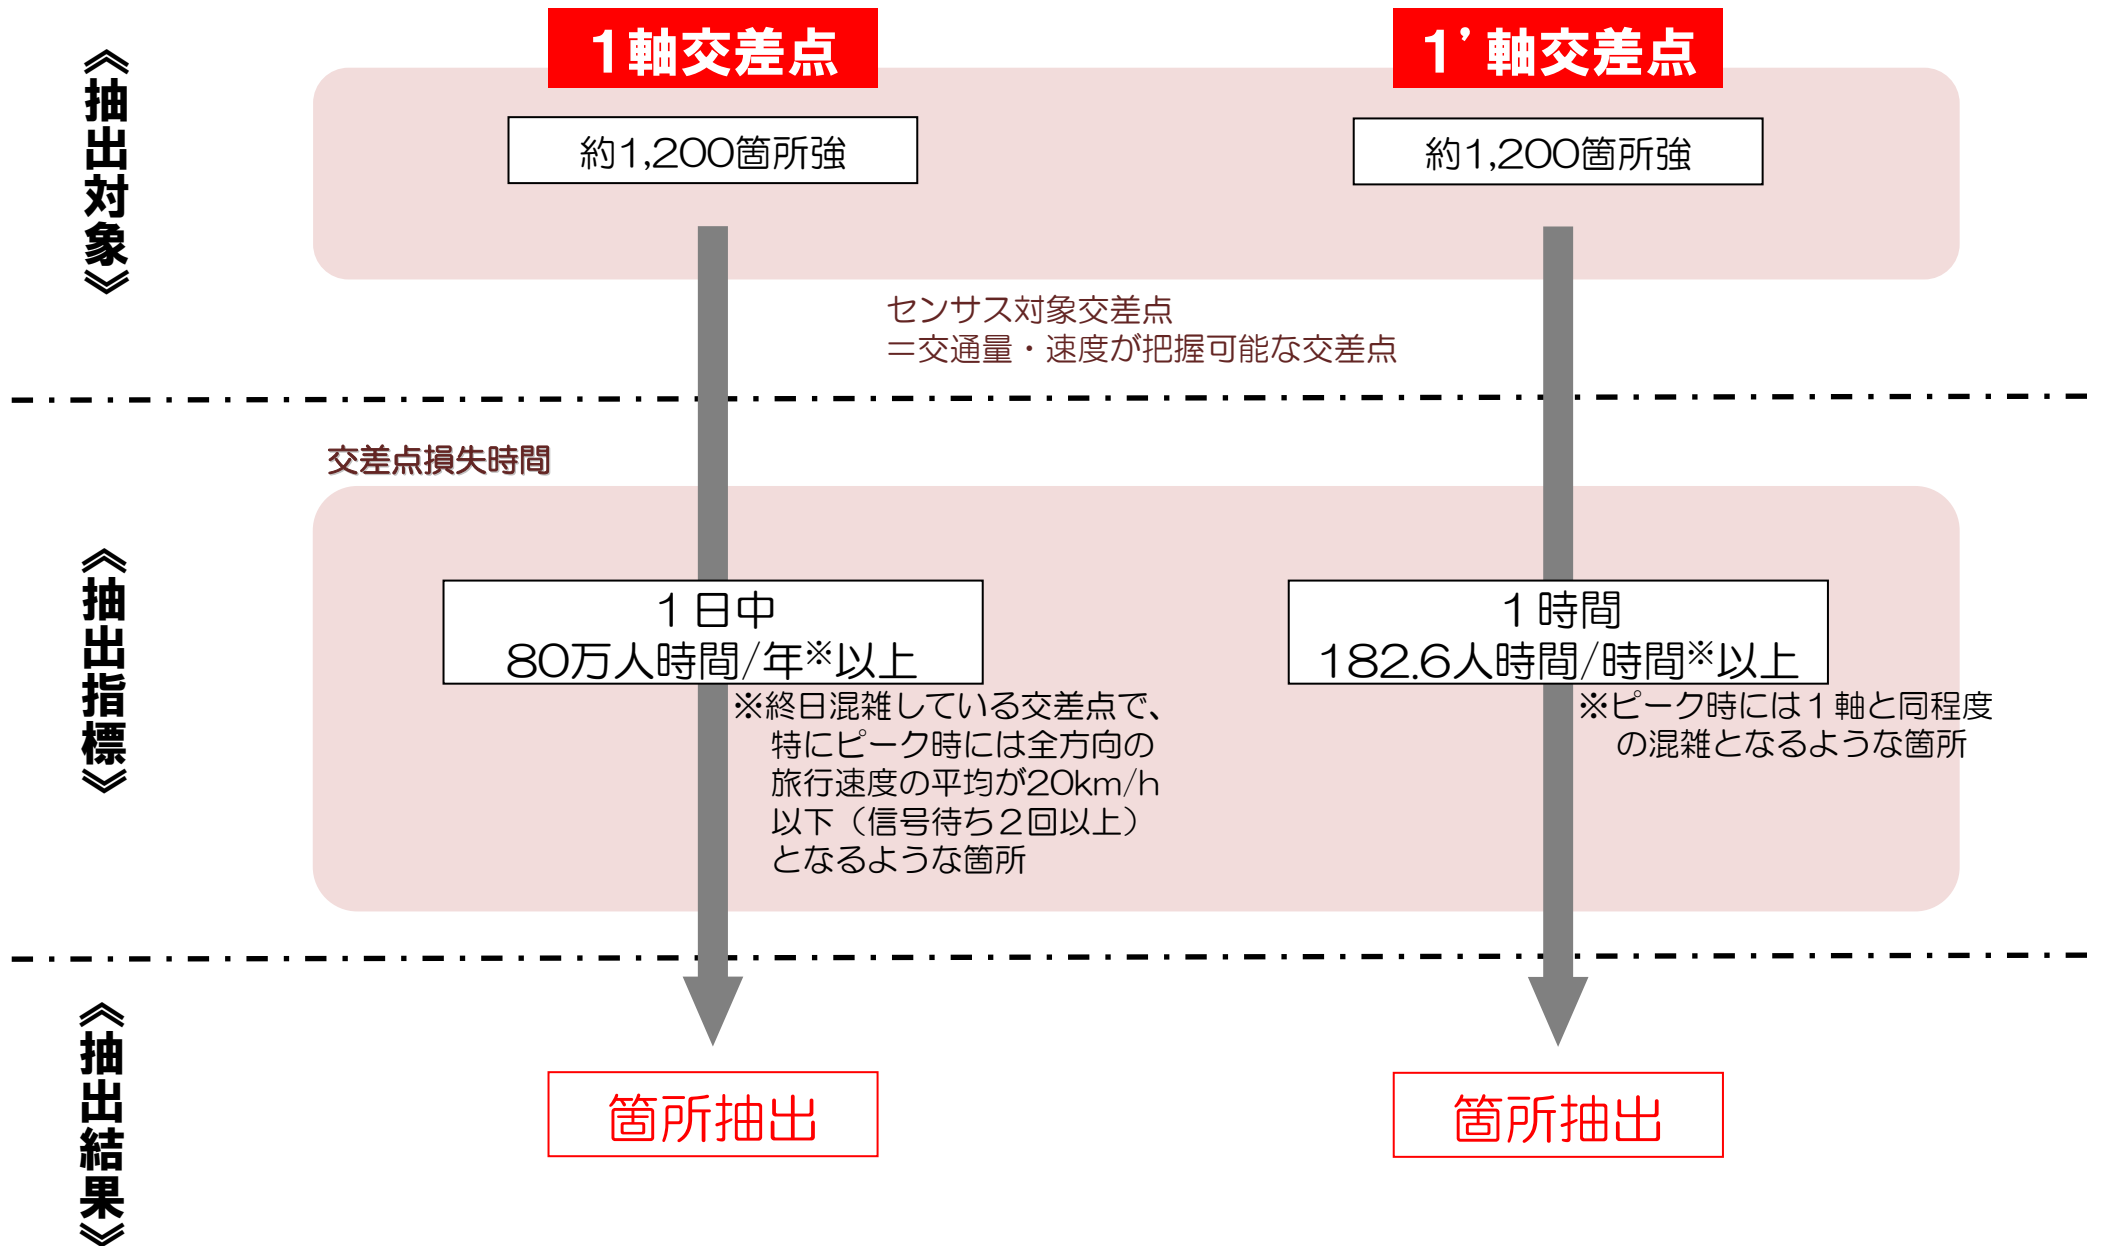 《抽出対象》
1軸交差点
1’軸交差点
約1,200箇所強
約1,200箇所強
センサス対象交差点
＝交通量・速度が把握可能な交差点
《抽出指標》
交差点損失時間
１日中
80万人時間/年※以上
※終日混雑している交差点で、
特にピーク時には全方向の
旅行速度の平均が20km/h
以下（信号待ち２回以上）
となるような箇所
１時間
182.6人時間/時間※以上
※ピーク時には１軸と同程度
の混雑となるような箇所
《抽出結果》
箇所抽出
箇所抽出